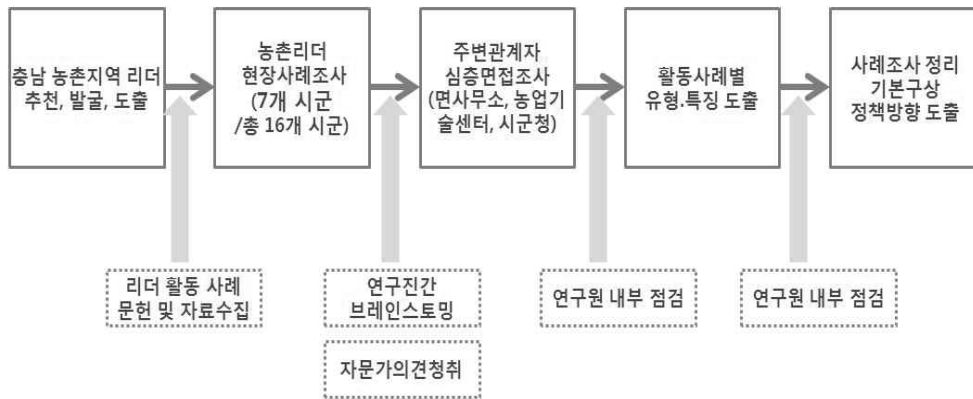 충남 농촌지역 리더
추천, 발굴, 도출
농촌리더
현장사례조사
(7개 시군
/총 16개 시군)
주변관계자
심층면접조사
(면사무소, 농업기
술센터, 시군청)
활동사례별
유형.특징 도출
사례조사 정리
기본구상
정책방향 도출
리더 활동 사례
문헌 및 자료수집
연구진간
브레인스토밍
자문가의견청취
연구원 내부 점검
연구원 내부 점검